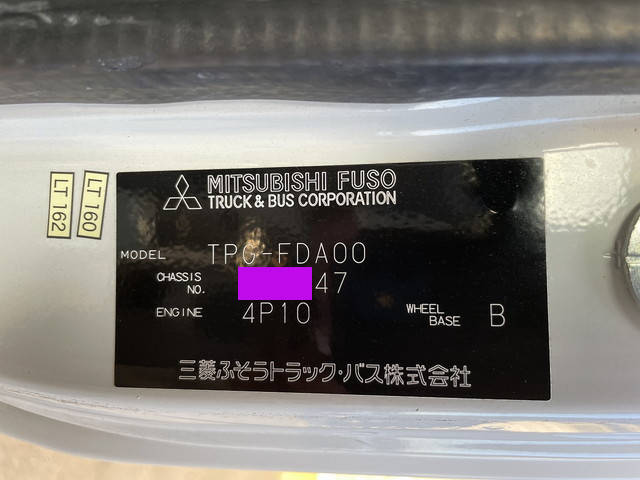 LT 160
LT 162
MITSUBISHI FUSO
TRUCK & BUS CORPORATION
MODEL TPG-FDA00
CHASSIS NO. 47
ENGINE 4P10 WHEEL BASE B
三菱ふそうトラック・バス株式会社